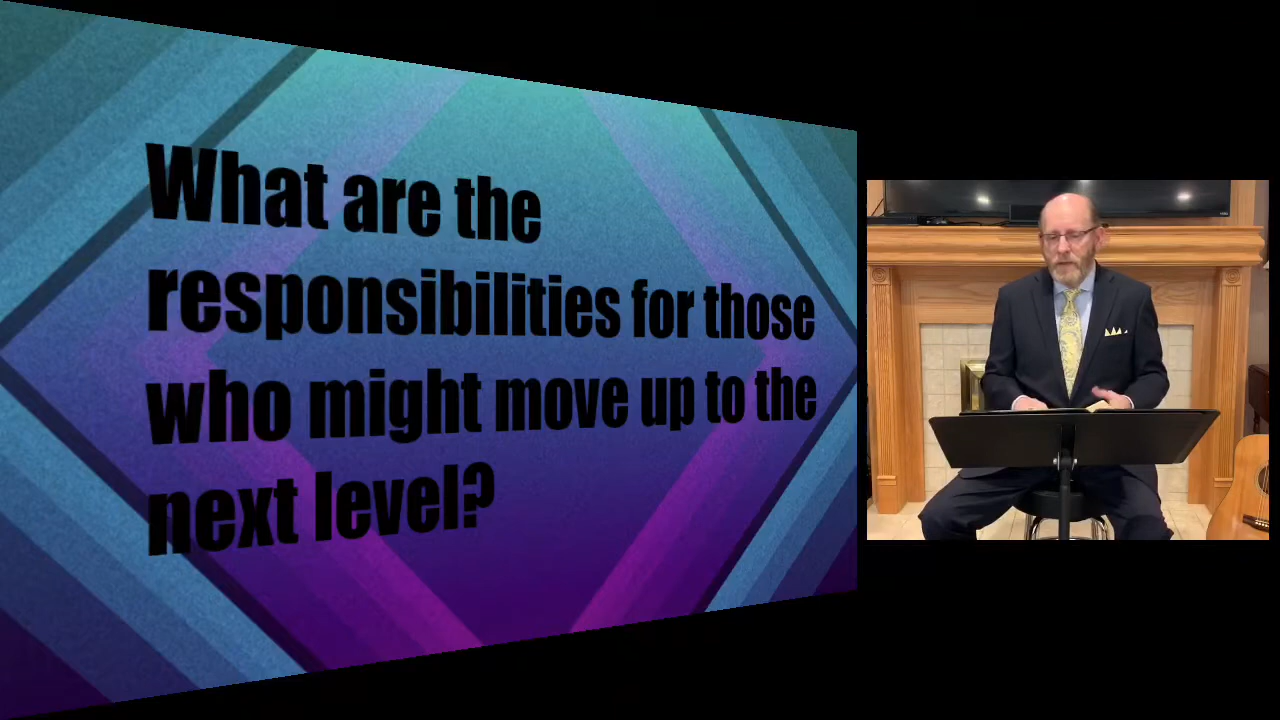 What are the
responsibilities for those
who might move up to the
next level?